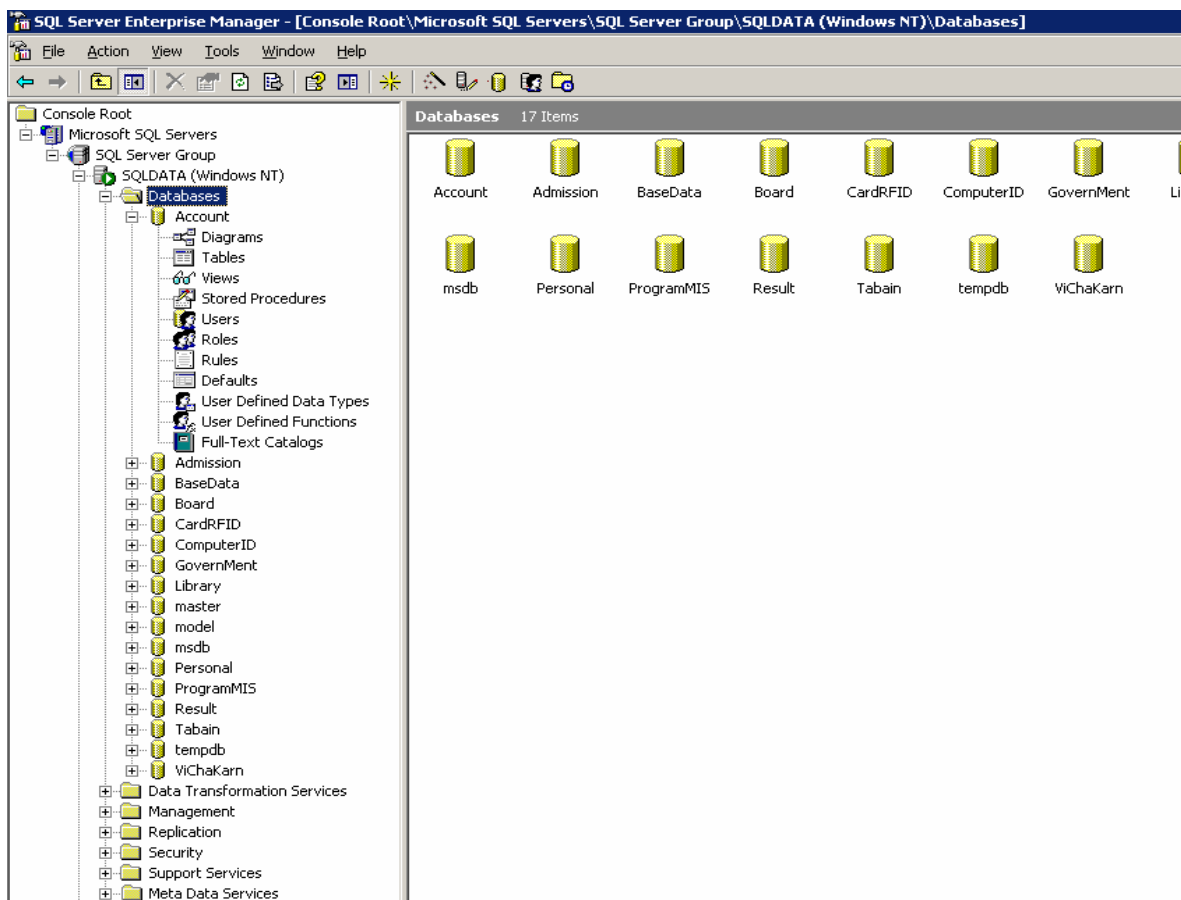 SQL Server Enterprise Manager - [Console Root\Microsoft SQL Servers\SQL Server Group\SQLDATA (Windows NT)\Databases]
File Action View Tools Window Help
Console Root
Microsoft SQL Servers
SQL Server Group
SQLDATA (Windows NT)
Databases
Account
Diagrams
Tables
Views
Stored Procedures
Users
Roles
Rules
Defaults
User Defined Data Types
User Defined Functions
Full-Text Catalogs
Admission
BaseData
Board
CardRFID
ComputerID
GovernMent
Library
master
model
msdb
Personal
ProgramMIS
Result
Tabain
tempdb
ViChaKarn
Data Transformation Services
Management
Replication
Security
Support Services
Meta Data Services
Databases 17 Items
Account Admission BaseData Board CardRFID ComputerID GovernMent Li
msdb Personal ProgramMIS Result Tabain tempdb ViChaKarn